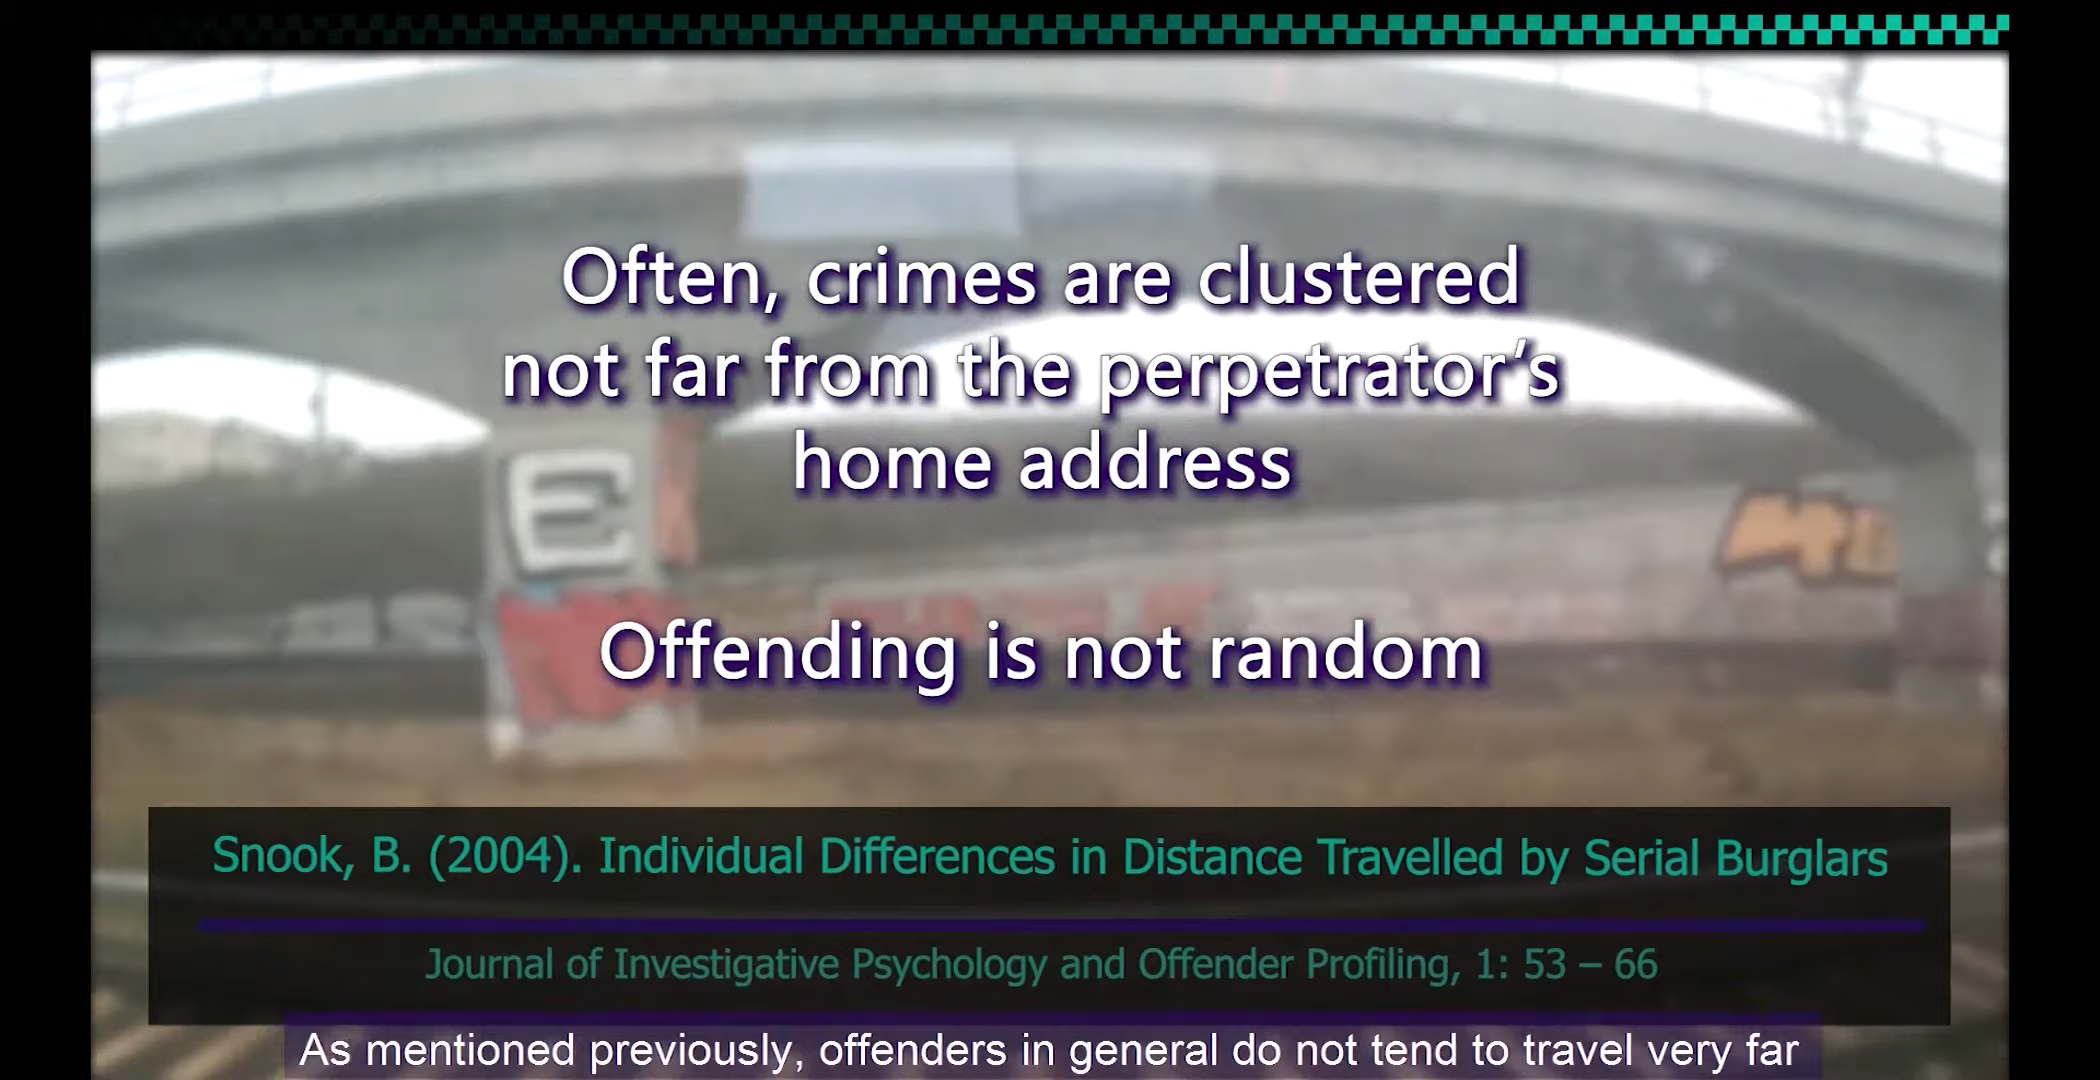 Often, crimes are clustered
not far from the perpetrator's
home address
E
Offending is not random
Snook, B. (2004). Individual Differences in Distance Travelled by Serial Burglars
Journal of Investigative Psychology and Offender Profiling, 1: 53 – 66
As mentioned previously, offenders in general do not tend to travel very far